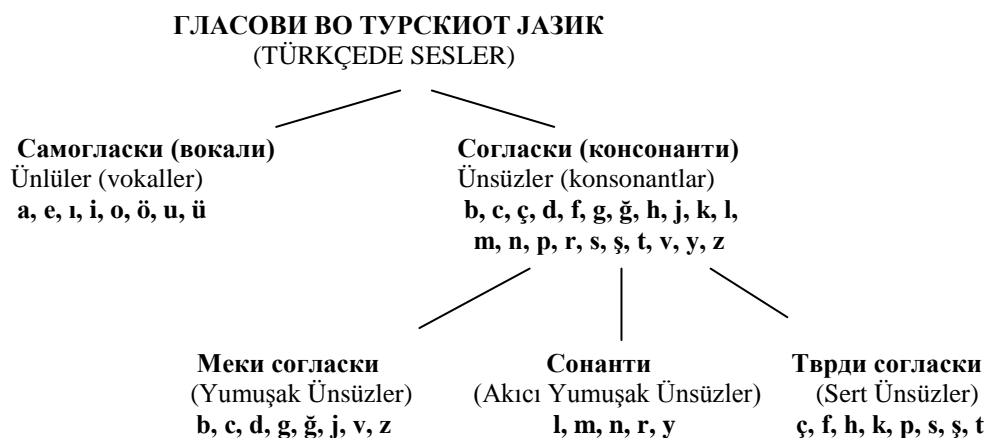 ГЛАСОВИ ВО ТУРСКИОТ ЈАЗИК
(TÜRKÇEDE SESLER)
Самогласки (вокали)
Ünlüler (vokaller)
a, e, ı, i, o, ö, u, ü
Согласки (консонанти)
Ünsüzler (konsonantlar)
b, c, ç, d, f, g, ğ, h, j, k, l,
m, n, p, r, s, ş, t, v, y, z
Меки согласки
(Yumuşak Ünsüzler)
b, c, d, g, ğ, j, v, z
Сонанти
(Akıcı Yumuşak Ünsüzler)
l, m, n, r, y
Тврди согласки
(Sert Ünsüzler)
ç, f, h, k, p, s, ş, t